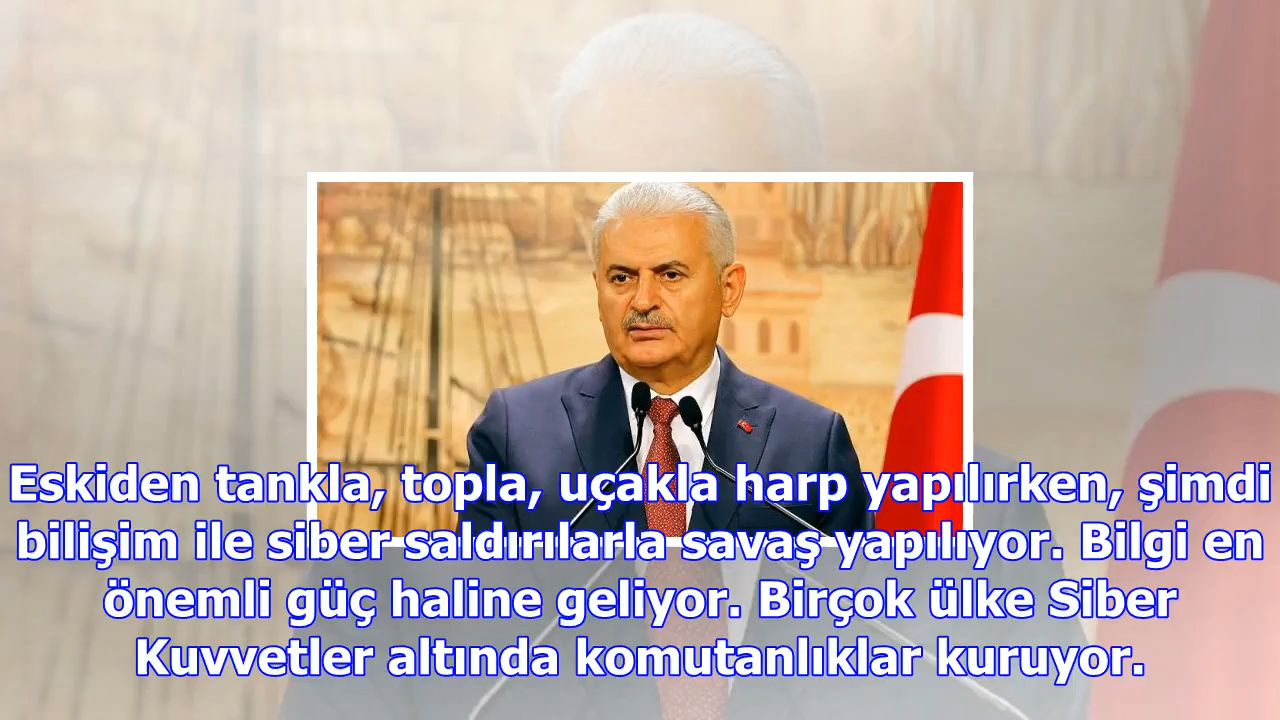 Eskiden tankla, topla, uçakla harp yapılırken, şimdi
bilişim ile siber saldırılarla savaş yapılıyor. Bilgi en
önemli güç haline geliyor. Birçok ülke Siber
Kuvvetler altında komutanlıklar kuruyor.